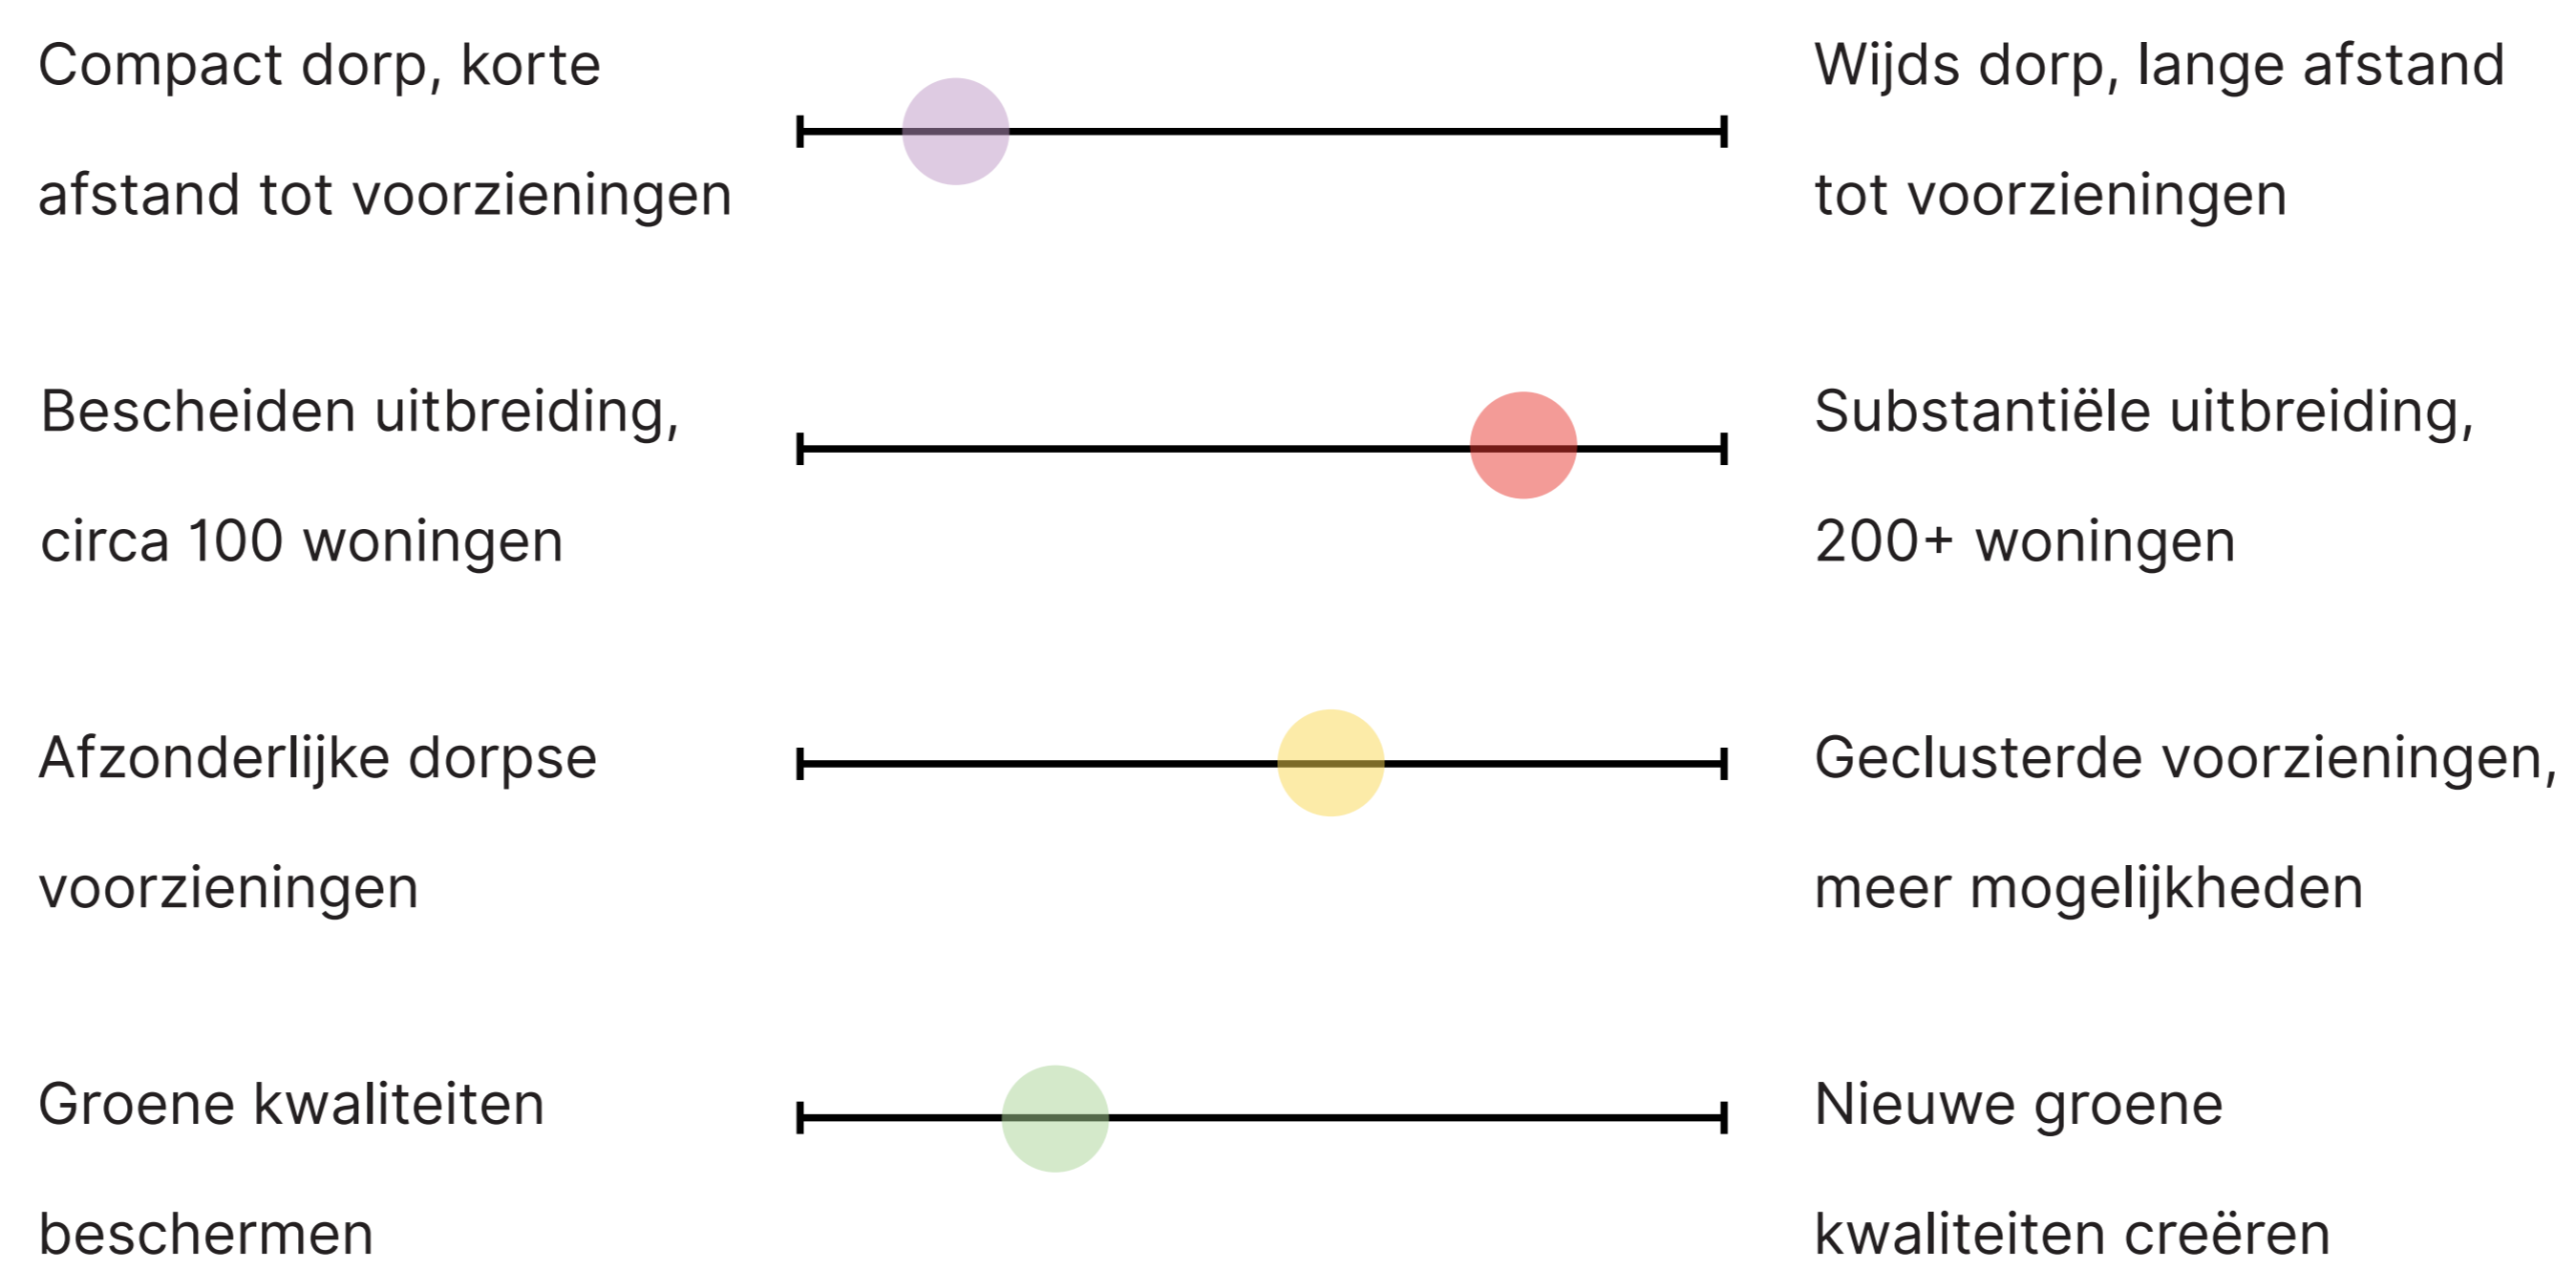 Compact dorp, korte
afstand tot voorzieningen
Wijds dorp, lange afstand
tot voorzieningen
Bescheiden uitbreiding,
circa 100 woningen
Substantiële uitbreiding,
200+ woningen
Afzonderlijke dorpse
voorzieningen
Geclusterde voorzieningen,
meer mogelijkheden
Groene kwaliteiten
beschermen
Nieuwe groene
kwaliteiten creëren